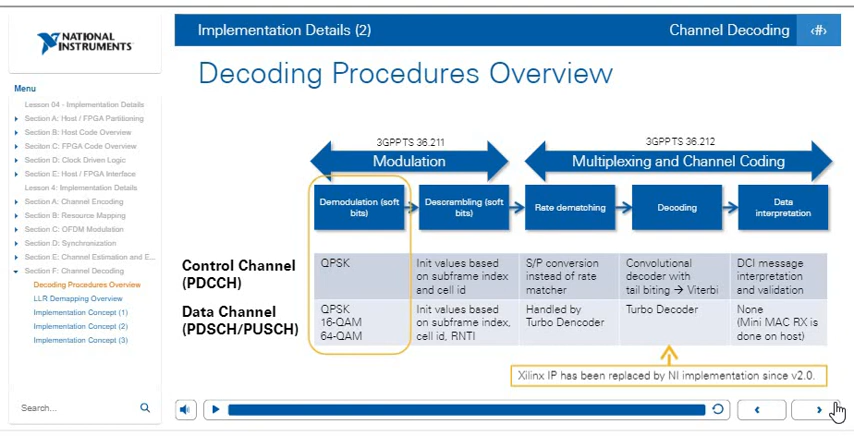 NATIONAL
INSTRUMENTS
Menu
Lesson 04 - Implementation Details
Section A: Host / FPGA Partitioning
Section B: Host Code Overview
Section C: FPGA Code Overview
Section D: Clock Driven Logic
Section E: Host / FPGA Interface
Lesson 4: Implementation Details
Section A: Channel Encoding
Section B: Resource Mapping
Section C: OFDM Modulation
Section D: Synchronization
Section E: Channel Estimation and E...
Section F: Channel Decoding
Decoding Procedures Overview
LLR Demapping Overview
Implementation Concept (1)
Implementation Concept (2)
Implementation Concept (3)
Search...
Implementation Details (2)
Channel Decoding
‹#›
Decoding Procedures Overview
3GPP TS 36.211
3GPP TS 36.212
Modulation
Multiplexing and Channel Coding
Demodulation (soft
bits)
Descrambling (soft
bits)
Rate dematching
Decoding
Data
interpretation
Control Channel
(PDCCH)
QPSK
Init values based
on subframe index
and cell id
S/P conversion
instead of rate
matcher
Convolutional
decoder with
tail biting → Viterbi
DCI message
interpretation
and validation
Data Channel
(PDSCH/PUSCH)
QPSK
16-QAM
64-QAM
Init values based
on subframe index,
cell id, RNTI
Handled by
Turbo Dencoder
Turbo Decoder
None
(Mini MAC RX is
done on host)
Xilinx IP has been replaced by NI implementation since v2.0.